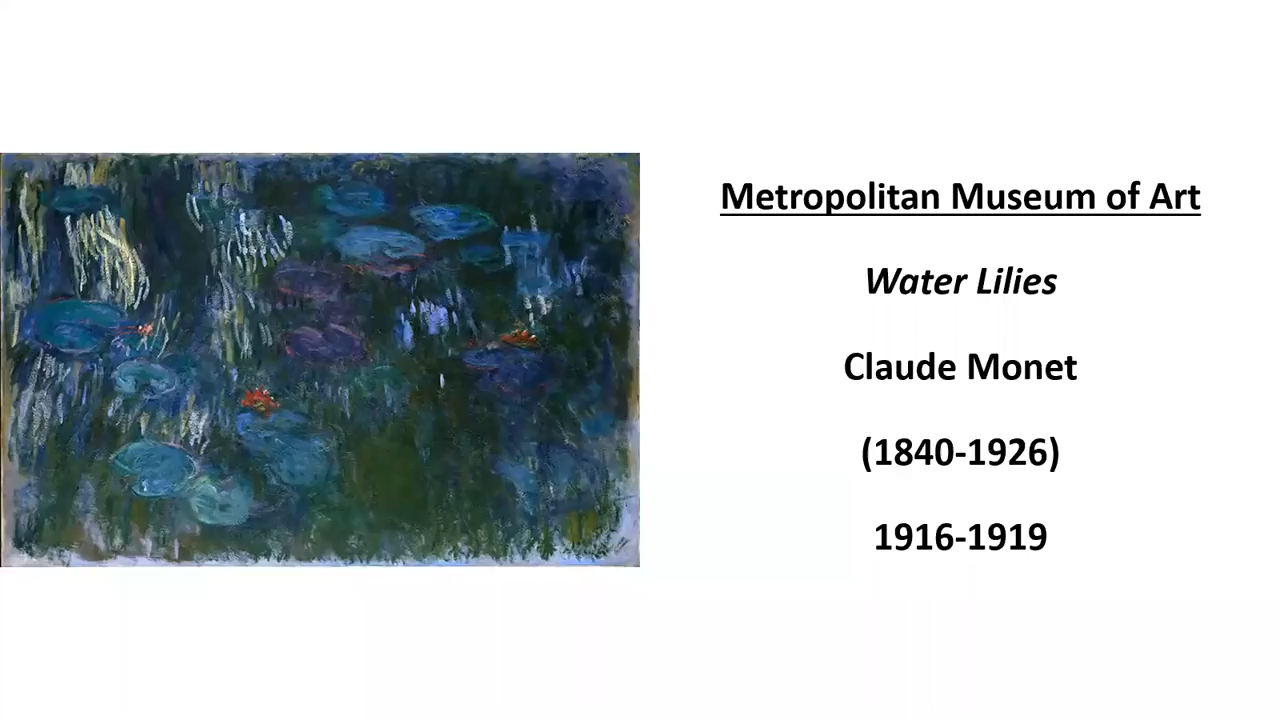 Metropolitan Museum of Art
Water Lilies
Claude Monet
(1840-1926)
1916-1919